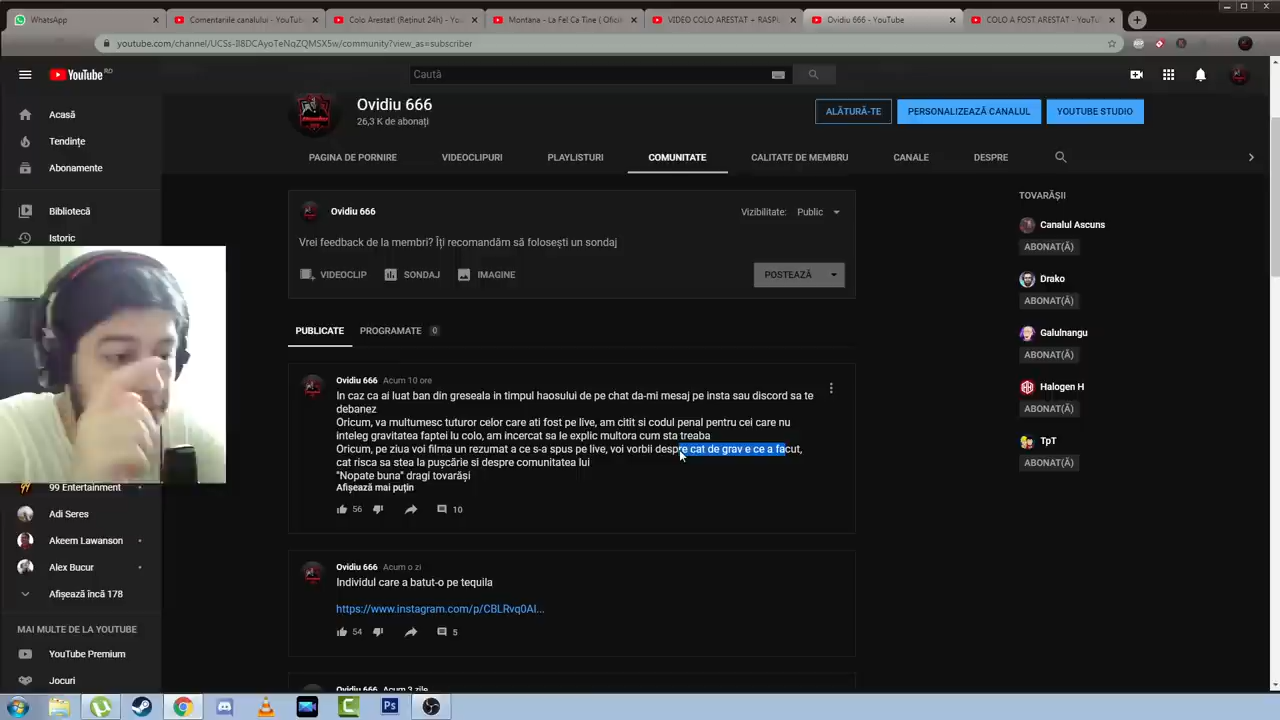 WhatsApp
Comentariile canalului - YouTu
Colo Arestat! (Reținut 24h) - Yo
Montana - La Fel Ca Tine ( Ofici
VIDEO COLO ARESTAT + RASPU
Ovidiu 666 - YouTube
COLO A FOST ARESTAT - YouT
YouTube RO
Caută
Ovidiu 666
26,3 K de abonați
ALĂTURĂ-TE
PERSONALIZEAZĂ CANALUL
YOUTUBE STUDIO
PAGINA DE PORNIRE
VIDEOCLIPURI
PLAYLISTURI
COMUNITATE
CALITATE DE MEMBRU
CANALE
DESPRE
Acasă
Tendințe
Abonamente
Bibliotecă
Istoric
99 Entertainment
Adi Seres
Akeem Lawanson
Alex Bucur
Afișează încă 178
MAI MULTE DE LA YOUTUBE
YouTube Premium
Jocuri
Ovidiu 666
Vizibilitate: Public
Vrei feedback de la membri? Îți recomandăm să folosești un sondaj
VIDEOCLIP
SONDAJ
IMAGINE
POSTEAZĂ
PUBLICATE
PROGRAMATE 0
Ovidiu 666 Acum 10 ore
In caz ca ai luat ban din greseala in timpul haosului de pe chat da-mi mesaj pe insta sau discord sa te
debanez
Oricum, va multumesc tuturor celor care ati fost pe live, am citit si codul penal pentru cei care nu
inteleg gravitatea faptei lu colo, am incercat sa le explic multora cum sta treaba
Oricum, pe ziua voi filma un rezumat a ce s-a spus pe live, voi vorbii despre cat de grav e ce a facut,
cat risca sa stea la pușcărie si despre comunitatea lui
"Nopate buna" dragi tovarăși
Afișează mai puțin
56
10
Ovidiu 666 Acum o zi
Individul care a batut-o pe tequila
https://www.instagram.com/p/CBLRvq0AI...
54
5
Ovidiu 666 Acum 3 zile
TOVARĂȘII
Canalul Ascuns
ABONAT(Ă)
Drako
ABONAT(Ă)
Galulnangu
ABONAT(Ă)
Halogen H
ABONAT(Ă)
TpT
ABONAT(Ă)